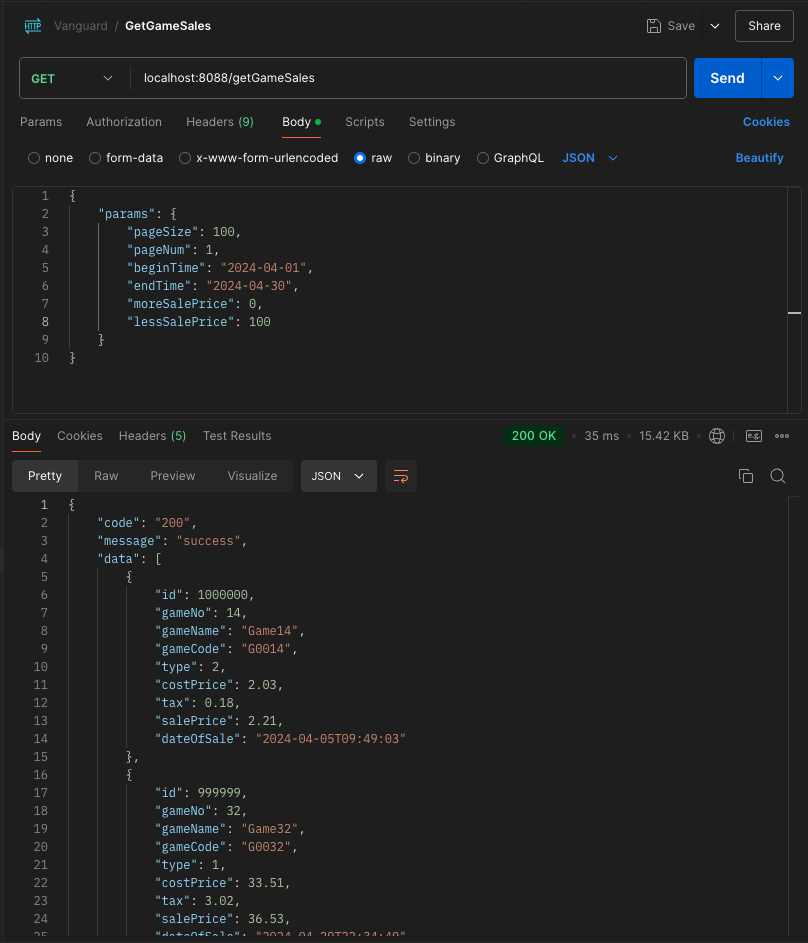 HTTP Vanguard / GetGameSales Save Share
GET localhost:8088/getGameSales Send
Params Authorization Headers (9) Body Scripts Settings Cookies
none form-data x-www-form-urlencoded raw binary GraphQL JSON Beautify
1 {
2 "params": {
3 "pageSize": 100,
4 "pageNum": 1,
5 "beginTime": "2024-04-01",
6 "endTime": "2024-04-30",
7 "moreSalePrice": 0,
8 "lessSalePrice": 100
9 }
10 }
Body Cookies Headers (5) Test Results 200 OK • 35 ms • 15.42 KB • e.g. •••
Pretty Raw Preview Visualize JSON
1 {
2 "code": "200",
3 "message": "success",
4 "data": [
5 {
6 "id": 1000000,
7 "gameNo": 14,
8 "gameName": "Game14",
9 "gameCode": "G0014",
10 "type": 2,
11 "costPrice": 2.03,
12 "tax": 0.18,
13 "salePrice": 2.21,
14 "dateOfSale": "2024-04-05T09:49:03"
15 },
16 {
17 "id": 999999,
18 "gameNo": 32,
19 "gameName": "Game32",
20 "gameCode": "G0032",
21 "type": 1,
22 "costPrice": 33.51,
23 "tax": 3.02,
24 "salePrice": 36.53,
25 "dateOfSale":